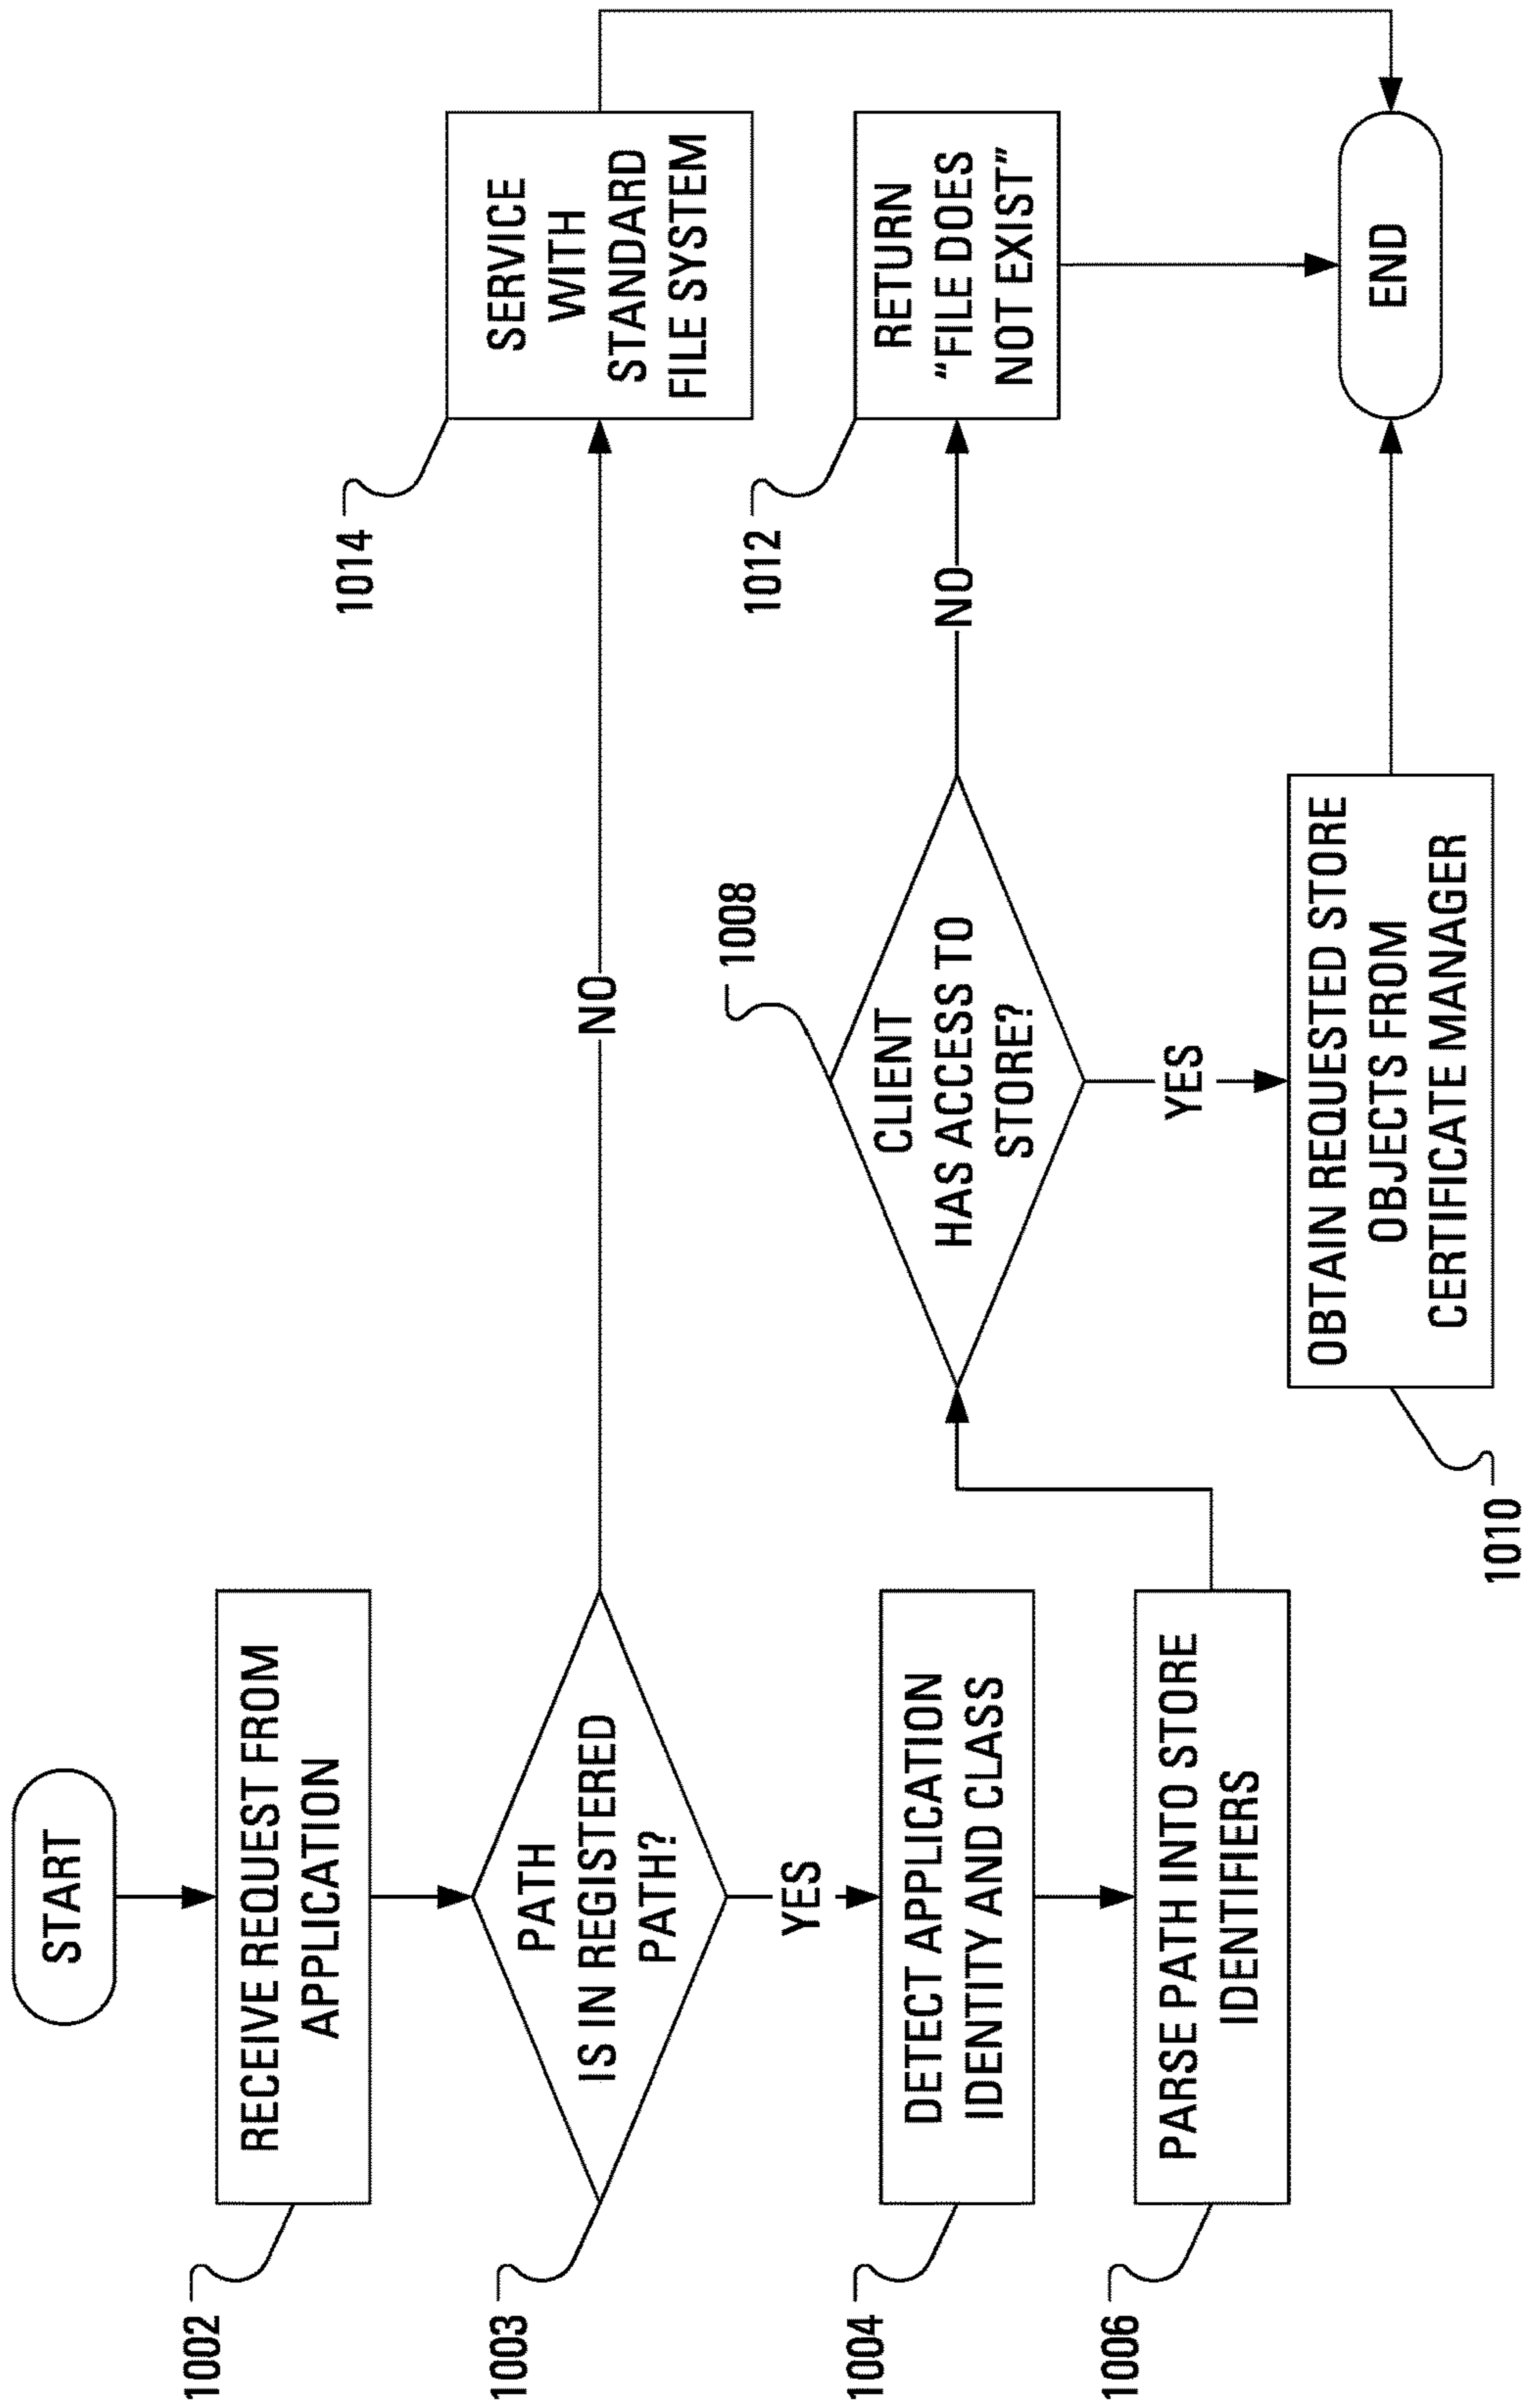 START
1002
RECEIVE REQUEST FROM
APPLICATION
1003
PATH
IS IN REGISTERED
PATH?
NO
YES
1014
SERVICE
WITH
STANDARD
FILE SYSTEM
1004
DETECT APPLICATION
IDENTITY AND CLASS
1006
PARSE PATH INTO STORE
IDENTIFIERS
1008
CLIENT
HAS ACCESS TO
STORE?
NO
YES
1012
RETURN
“FILE DOES
NOT EXIST”
1010
OBTAIN REQUESTED STORE
OBJECTS FROM
CERTIFICATE MANAGER
END